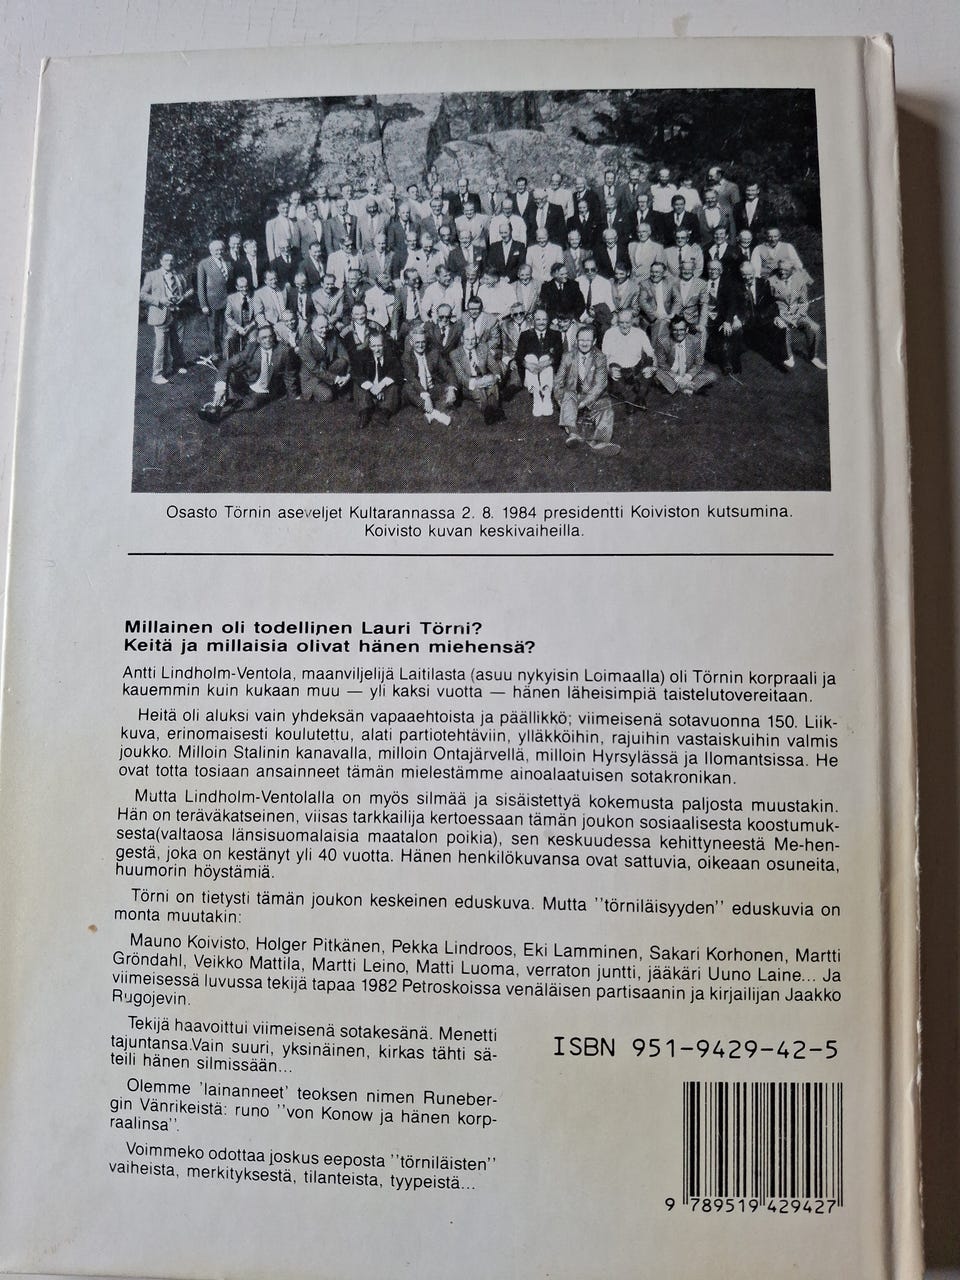 Osasto Törnin aseveljet Kultarannassa 2. 8. 1984 presidentti Koiviston kutsumina.
Koivisto kuvan keskivaiheilla.
Millainen oli todellinen Lauri Törni?
Keitä ja millaisia olivat hänen miehensä?
Antti Lindholm-Ventola, maanviljelijä Laitilasta (asuu nykyisin Loimaalla) oli Törnin korpraali ja
kauemmin kuin kukaan muu — yli kaksi vuotta — hänen läheisimpiä taistelutovereitaan.
Heitä oli aluksi vain yhdeksän vapaaehtoista ja päällikkö; viimeisenä sotavuonna 150. Liik-
kuva, erinomaisesti koulutettu, alati partiotehtäviin, ylläkköihin, rajuihin vastaiskuihin valmis
joukko. Milloin Stalinin kanavalla, milloin Ontajärvellä, milloin Hyrsylässä ja Ilomantsissa. He
ovat totta tosiaan ansainneet tämän mielestämme ainoalaatuisen sotakronikan.
Mutta Lindholm-Ventolalla on myös silmää ja sisäistettyä kokemusta paljosta muustakin.
Hän on teräväkatseinen, viisas tarkkailija kertoessaan tämän joukon sosiaalisesta koostumuk-
sesta(valtaosa länsisuomalaisia maatalon poikia), sen keskuudessa kehittyneestä Me-hen-
gestä, joka on kestänyt yli 40 vuotta. Hänen henkilökuvansa ovat sattuvia, oikeaan osuneita,
huumorin höystämiä.
Törni on tietysti tämän joukon keskeinen eduskuva. Mutta ''törniläisyyden'' eduskuvia on
monta muutakin:
Mauno Koivisto, Holger Pitkänen, Pekka Lindroos, Eki Lamminen, Sakari Korhonen, Martti
Gröndahl, Veikko Mattila, Martti Leino, Matti Luoma, verraton juntti, jääkäri Uuno Laine... Ja
viimeisessä luvussa tekijä tapaa 1982 Petroskoissa venäläisen partisaanin ja kirjailijan Jaakko
Rugojevin.
Tekijä haavoittui viimeisenä sotakesänä. Menetti
tajuntansa.Vain suuri, yksinäinen, kirkas tähti sä-
teili hänen silmissään...
Olemme 'lainanneet' teoksen nimen Runeber-
gin Vänrikeistä: runo ''von Konow ja hänen korp-
raalinsa''.
Voimmeko odottaa joskus eeposta ''törniläisten''
vaiheista, merkityksestä, tilanteista, tyypeistä...
ISBN 951-9429-42-5
9 789519 429427